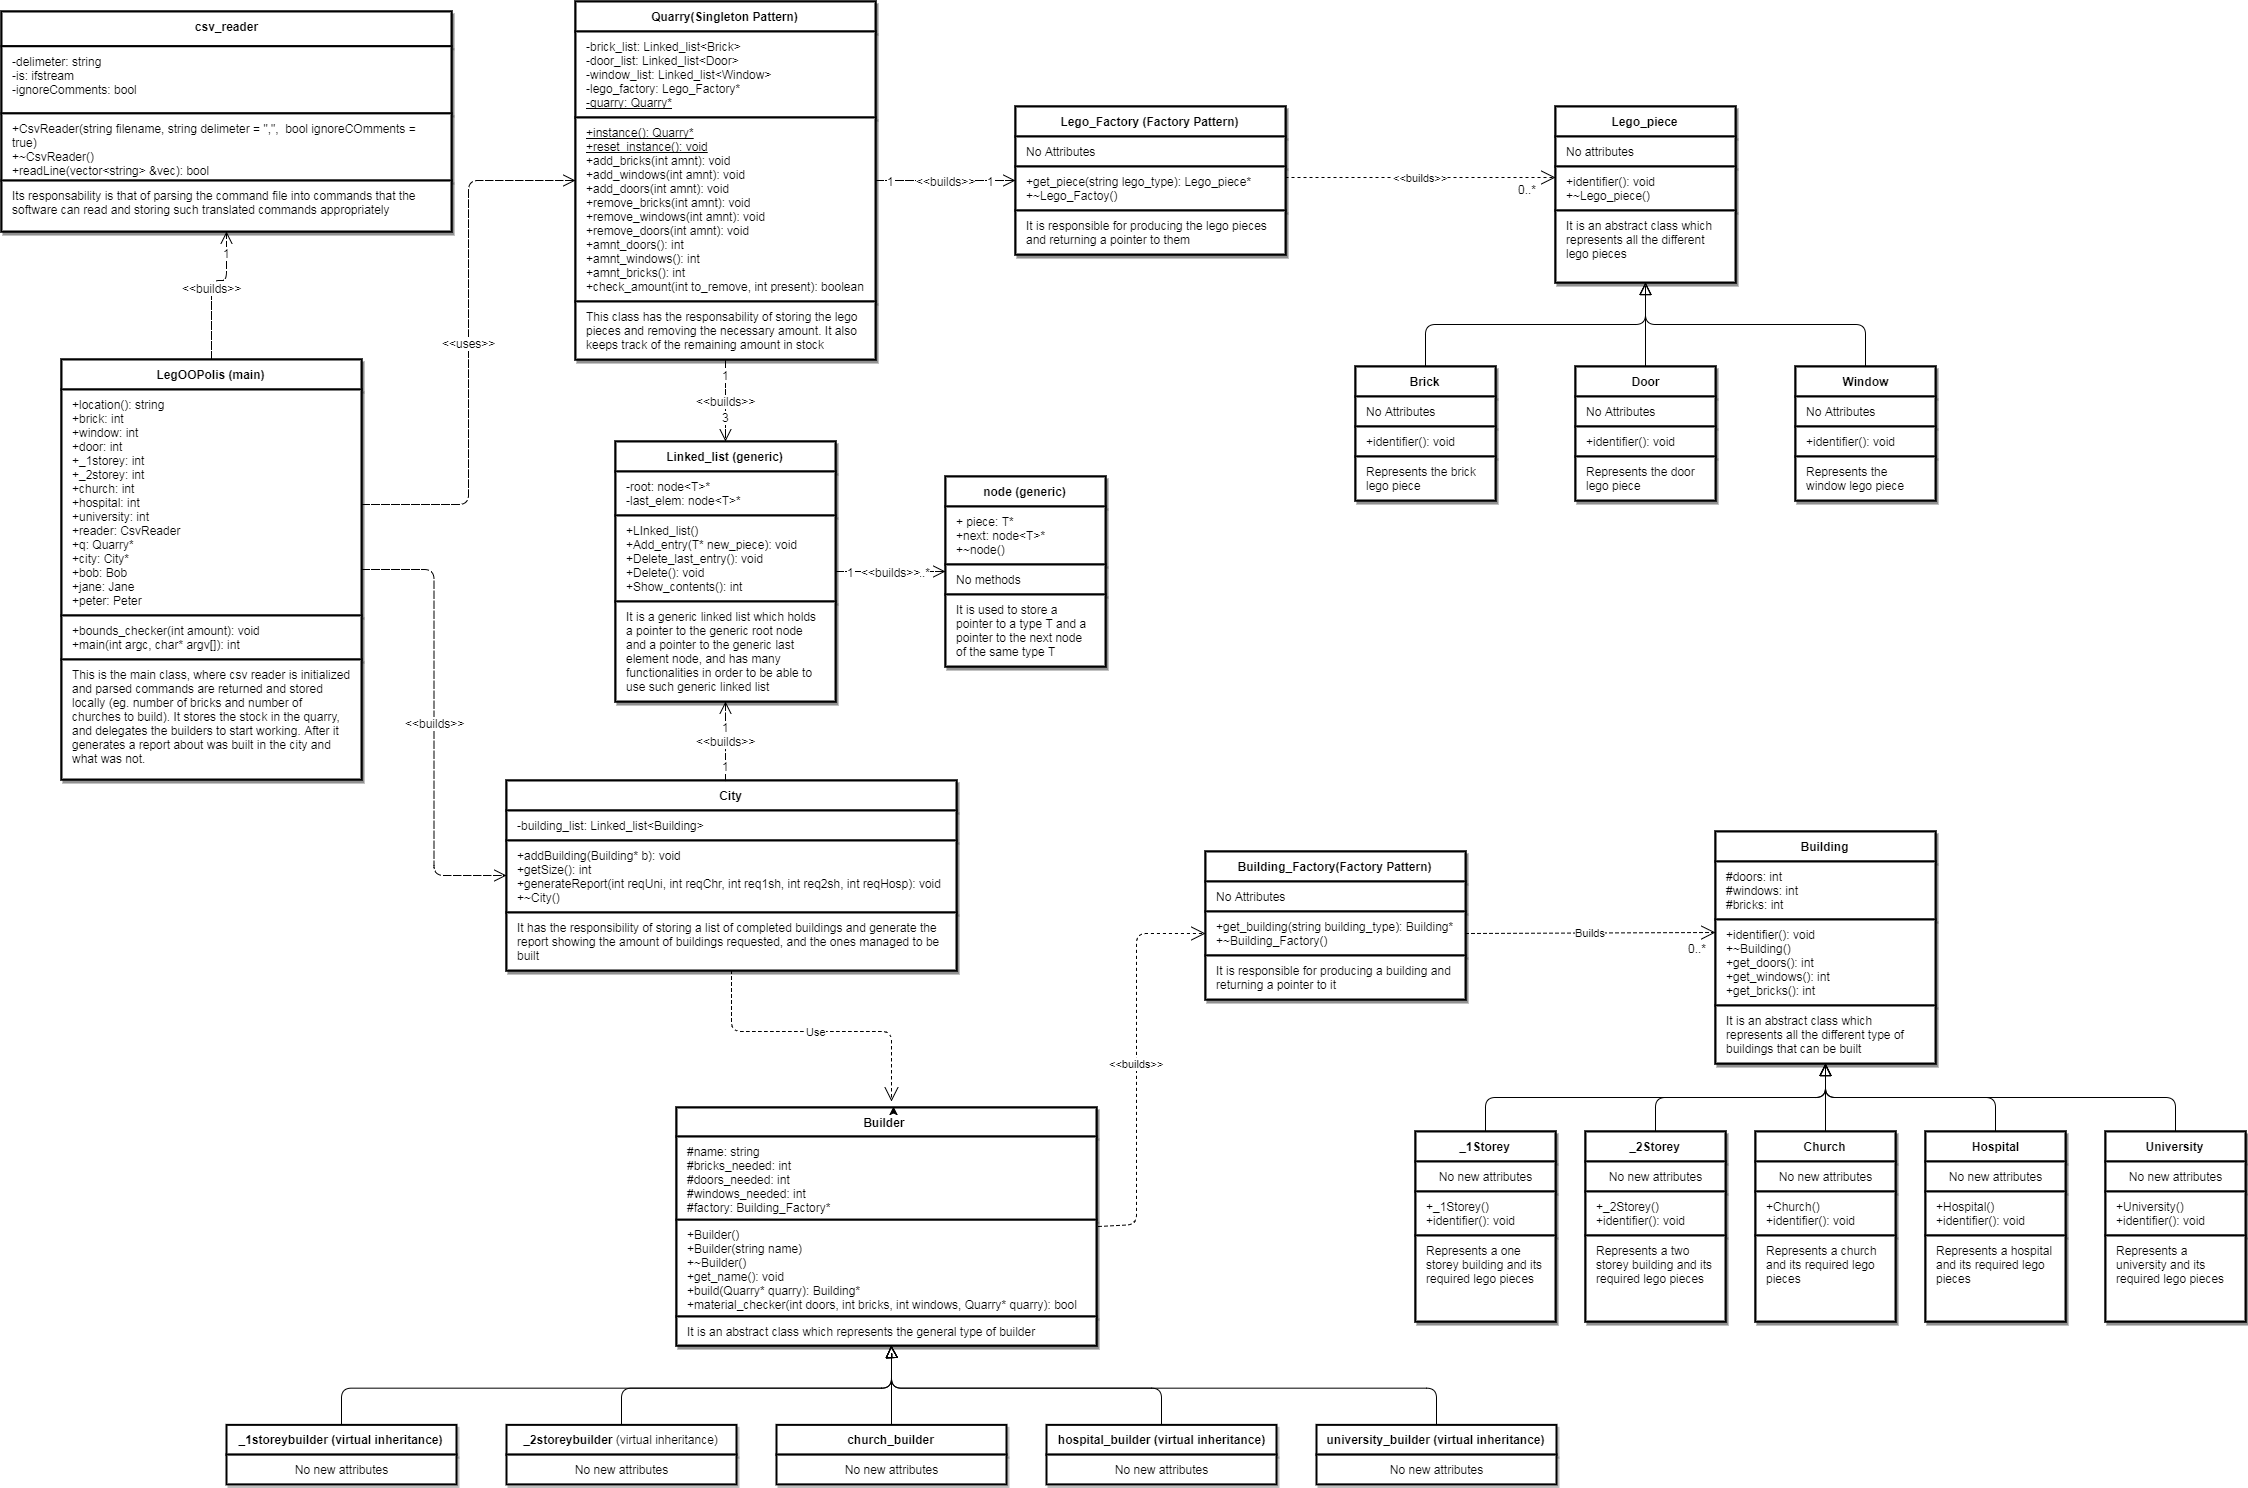 csv_reader
-delimeter: string
-is: ifstream
-ignoreComments: bool
+CsvReader(string filename, string delimeter = ",",  bool ignoreCOmments =
true)
+~CsvReader()
+readLine(vector<string> &vec): bool
Its responsability is that of parsing the command file into commands that the
software can read and storing such translated commands appropriately
1
<<builds>>
LegOOPolis (main)
+location(): string
+brick: int
+window: int
+door: int
+_1storey: int
+_2storey: int
+church: int
+hospital: int
+university: int
+reader: CsvReader
+q: Quarry*
+city: City*
+bob: Bob
+jane: Jane
+peter: Peter
+bounds_checker(int amount): void
+main(int argc, char* argv[]): int
This is the main class, where csv reader is initialized
and parsed commands are returned and stored
locally (eg. number of bricks and number of
churches to build). It stores the stock in the quarry,
and delegates the builders to start working. After it
generates a report about was built in the city and
what was not.
<<uses>>
<<builds>>
Quarry(Singleton Pattern)
-brick_list: Linked_list<Brick>
-door_list: Linked_list<Door>
-window_list: Linked_list<Window>
-lego_factory: Lego_Factory*
-quarry: Quarry*
+instance(): Quarry*
+reset_instance(): void
+add_bricks(int amnt): void
+add_windows(int amnt): void
+add_doors(int amnt): void
+remove_bricks(int amnt): void
+remove_windows(int amnt): void
+remove_doors(int amnt): void
+amnt_doors(): int
+amnt_windows(): int
+amnt_bricks(): int
+check_amount(int to_remove, int present): boolean
This class has the responsability of storing the lego
pieces and removing the necessary amount. It also
keeps track of the remaining amount in stock
1 <<builds>> 1
Lego_Factory (Factory Pattern)
No Attributes
+get_piece(string lego_type): Lego_piece*
+~Lego_Factoy()
It is responsible for producing the lego pieces
and returning a pointer to them
<<builds>>
0..*
Lego_piece
No attributes
+identifier(): void
+~Lego_piece()
It is an abstract class which
represents all the different
lego pieces
Brick
No Attributes
+identifier(): void
Represents the brick
lego piece
Door
No Attributes
+identifier(): void
Represents the door
lego piece
Window
No Attributes
+identifier(): void
Represents the
window lego piece
1
<<builds>>
3
Linked_list (generic)
-root: node<T>*
-last_elem: node<T>*
+LInked_list()
+Add_entry(T* new_piece): void
+Delete_last_entry(): void
+Delete(): void
+Show_contents(): int
It is a generic linked list which holds
a pointer to the generic root node
and a pointer to the generic last
element node, and has many
functionalities in order to be able to
use such generic linked list
1 <<builds>>..*
node (generic)
+ piece: T*
+next: node<T>*
+~node()
No methods
It is used to store a
pointer to a type T and a
pointer to the next node
of the same type T
1
<<builds>>
1
City
-building_list: Linked_list<Building>
+addBuilding(Building* b): void
+getSize(): int
+generateReport(int reqUni, int reqChr, int req1sh, int req2sh, int reqHosp): void
+~City()
It has the responsibility of storing a list of completed buildings and generate the
report showing the amount of buildings requested, and the ones managed to be
built
Use
Builder
#name: string
#bricks_needed: int
#doors_needed: int
#windows_needed: int
#factory: Building_Factory*
+Builder()
+Builder(string name)
+~Builder()
+get_name(): void
+build(Quarry* quarry): Building*
+material_checker(int doors, int bricks, int windows, Quarry* quarry): bool
It is an abstract class which represents the general type of builder
<<builds>>
Building_Factory(Factory Pattern)
No Attributes
+get_building(string building_type): Building*
+~Building_Factory()
It is responsible for producing a building and
returning a pointer to it
Builds
0..*
Building
#doors: int
#windows: int
#bricks: int
+identifier(): void
+~Building()
+get_doors(): int
+get_windows(): int
+get_bricks(): int
It is an abstract class which
represents all the different type of
buildings that can be built
_1Storey
No new attributes
+_1Storey()
+identifier(): void
Represents a one
storey building and its
required lego pieces
_2Storey
No new attributes
+_2Storey()
+identifier(): void
Represents a two
storey building and its
required lego pieces
Church
No new attributes
+Church()
+identifier(): void
Represents a church
and its required lego
pieces
Hospital
No new attributes
+Hospital()
+identifier(): void
Represents a hospital
and its required lego
pieces
University
No new attributes
+University()
+identifier(): void
Represents a
university and its
required lego pieces
_1storeybuilder (virtual inheritance)
No new attributes
_2storeybuilder (virtual inheritance)
No new attributes
church_builder
No new attributes
hospital_builder (virtual inheritance)
No new attributes
university_builder (virtual inheritance)
No new attributes